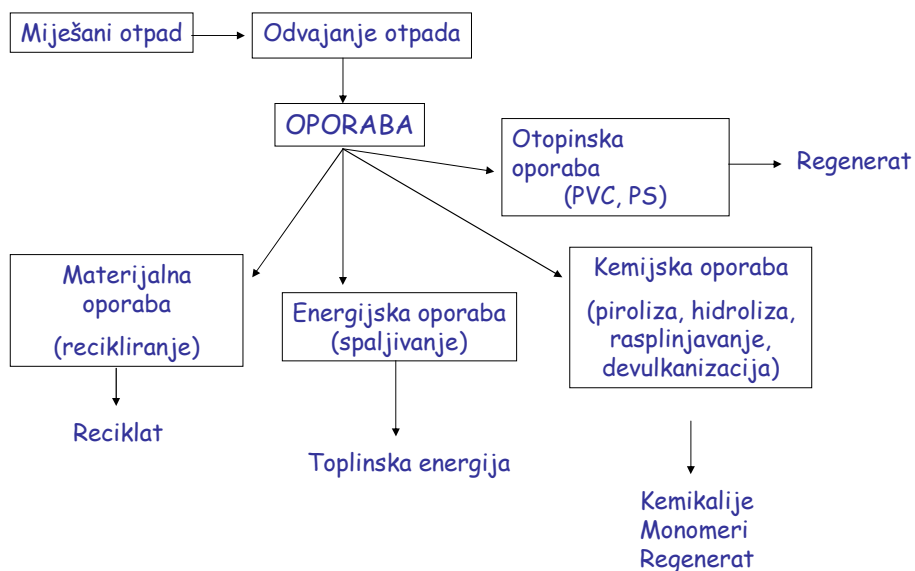 Miješani otpad
Odvajanje otpada
OPORABA
Otopinska
oporaba
(PVC, PS)
Regenerat
Materijalna
oporaba
(recikliranje)
Energijska oporaba
(spaljivanje)
Kemijska oporaba
(piroliza, hidroliza,
rasplinjavanje,
devulkanizacija)
Reciklat
Toplinska energija
Kemikalije
Monomeri
Regenerat